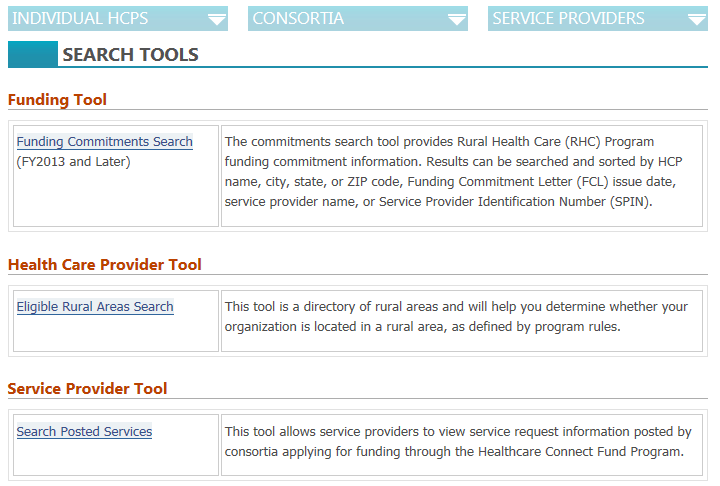 INDIVIDUAL HCPS
CONSORTIA
SERVICE PROVIDERS
SEARCH TOOLS
Funding Tool
Funding Commitments Search
(FY2013 and Later)
The commitments search tool provides Rural Health Care (RHC) Program
funding commitment information. Results can be searched and sorted by HCP
name, city, state, or ZIP code, Funding Commitment Letter (FCL) issue date,
service provider name, or Service Provider Identification Number (SPIN).
Health Care Provider Tool
Eligible Rural Areas Search
This tool is a directory of rural areas and will help you determine whether your
organization is located in a rural area, as defined by program rules.
Service Provider Tool
Search Posted Services
This tool allows service providers to view service request information posted by
consortia applying for funding through the Healthcare Connect Fund Program.